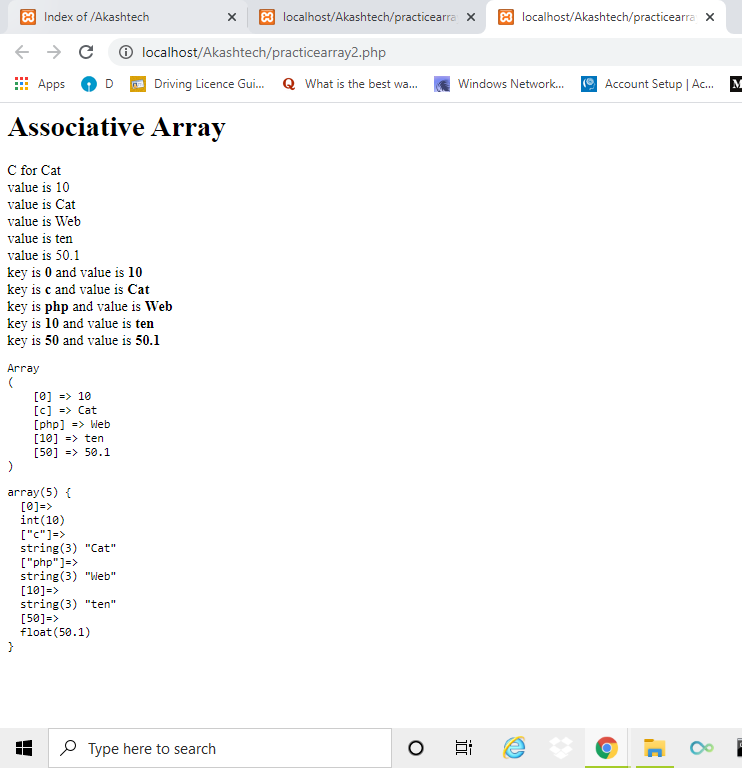 Index of /Akashtech
localhost/Akashtech/practicearra
localhost/Akashtech/practicearra
localhost/Akashtech/practicearray2.php
Apps
D
Driving Licence Gui...
What is the best wa...
Windows Network...
Account Setup | Ac...
M
Associative Array
C for Cat
value is 10
value is Cat
value is Web
value is ten
value is 50.1
key is 0 and value is 10
key is c and value is Cat
key is php and value is Web
key is 10 and value is ten
key is 50 and value is 50.1
Array
(
[0] => 10
[c] => Cat
[php] => Web
[10] => ten
[50] => 50.1
)
array(5) {
[0]=>
int(10)
["c"]=>
string(3) "Cat"
["php"]=>
string(3) "Web"
[10]=>
string(3) "ten"
[50]=>
float(50.1)
}
Type here to search